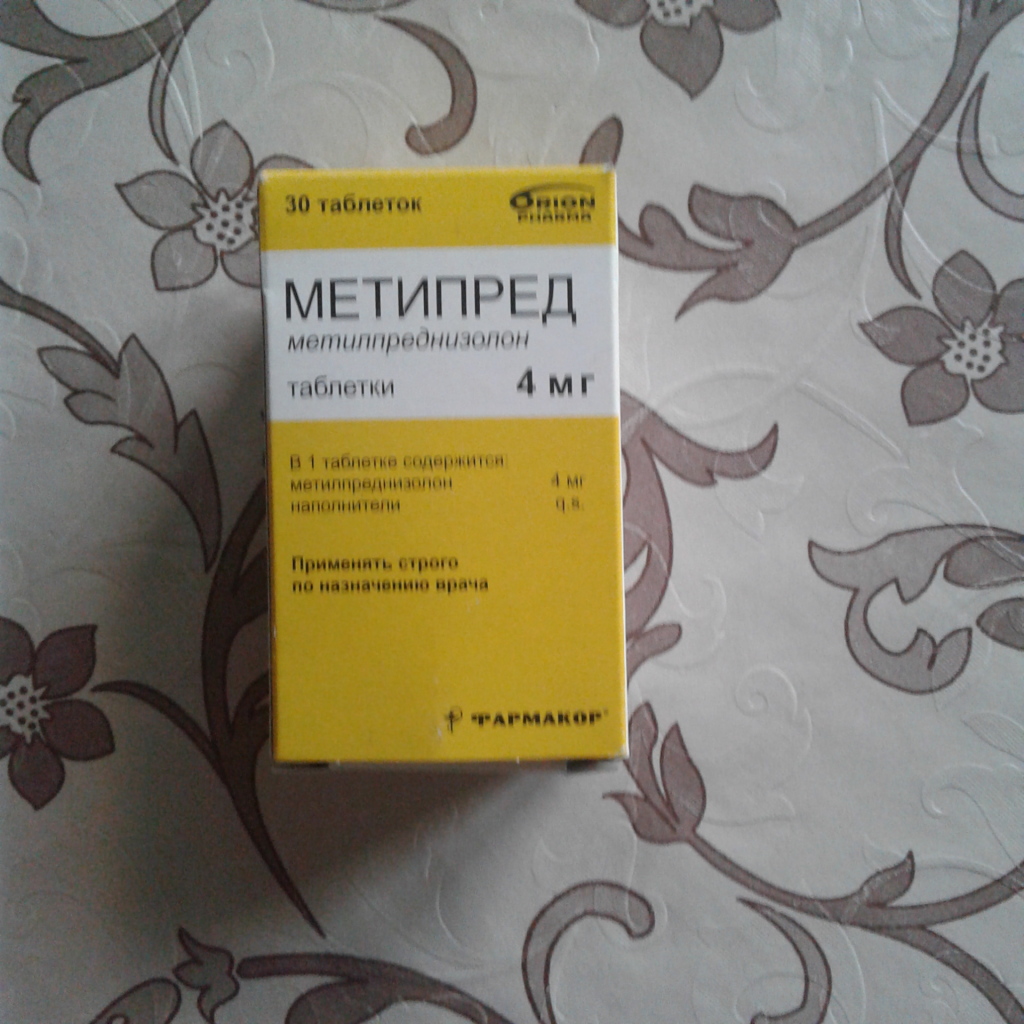 30 таблеток
ORION
PHARMA
МЕТИПРЕД
метилпреднизолон
таблетки 4 мг
В 1 таблетке содержится:
метилпреднизолон 4 мг
наполнители q.s.
Применять строго
по назначению врача
ФАРМАКОР